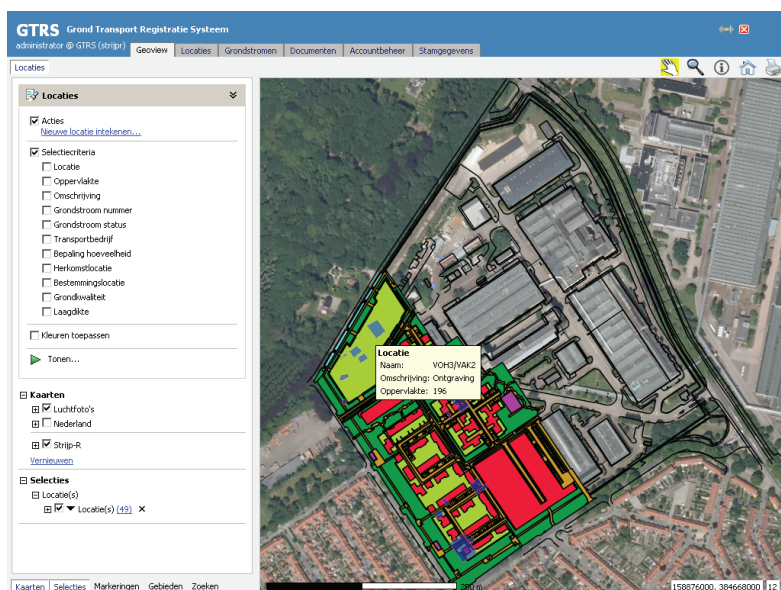 GTRS Grond Transport Registratie Systeem
administrator @ GTRS (strijpr)
Geoview Locaties Grondstromen Documenten Accountbeheer Stamgegevens
Locaties
Locaties
Acties
Nieuwe locatie intekenen...
Selectiecriteria
Locatie
Oppervlakte
Omschrijving
Grondstroom nummer
Grondstroom status
Transportbedrijf
Bepaling hoeveelheid
Herkomstlocatie
Bestemmingslocatie
Grondkwaliteit
Laagdikte
Kleuren toepassen
Tonen...
Kaarten
Luchtfoto's
Nederland
Strijp-R
Vernieuwen
Selecties
Locatie(s)
Locatie(s) (49)
Kaarten Selecties Markeringen Gebieden Zoeken
Locatie
Naam: VOH3/VAK2
Omschrijving: Ontgraving
Oppervlakte: 196
250 m
158876000, 384668000 12